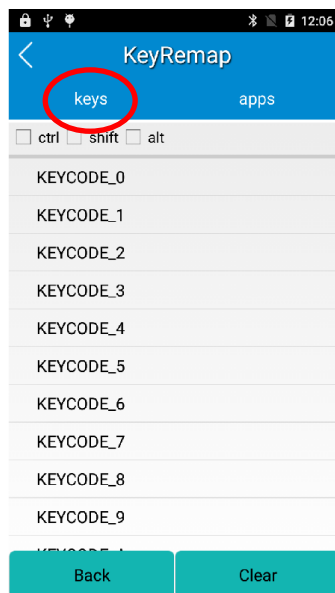 12:06
KeyRemap
keys apps
ctrl shift alt
KEYCODE_0
KEYCODE_1
KEYCODE_2
KEYCODE_3
KEYCODE_4
KEYCODE_5
KEYCODE_6
KEYCODE_7
KEYCODE_8
KEYCODE_9
Back Clear